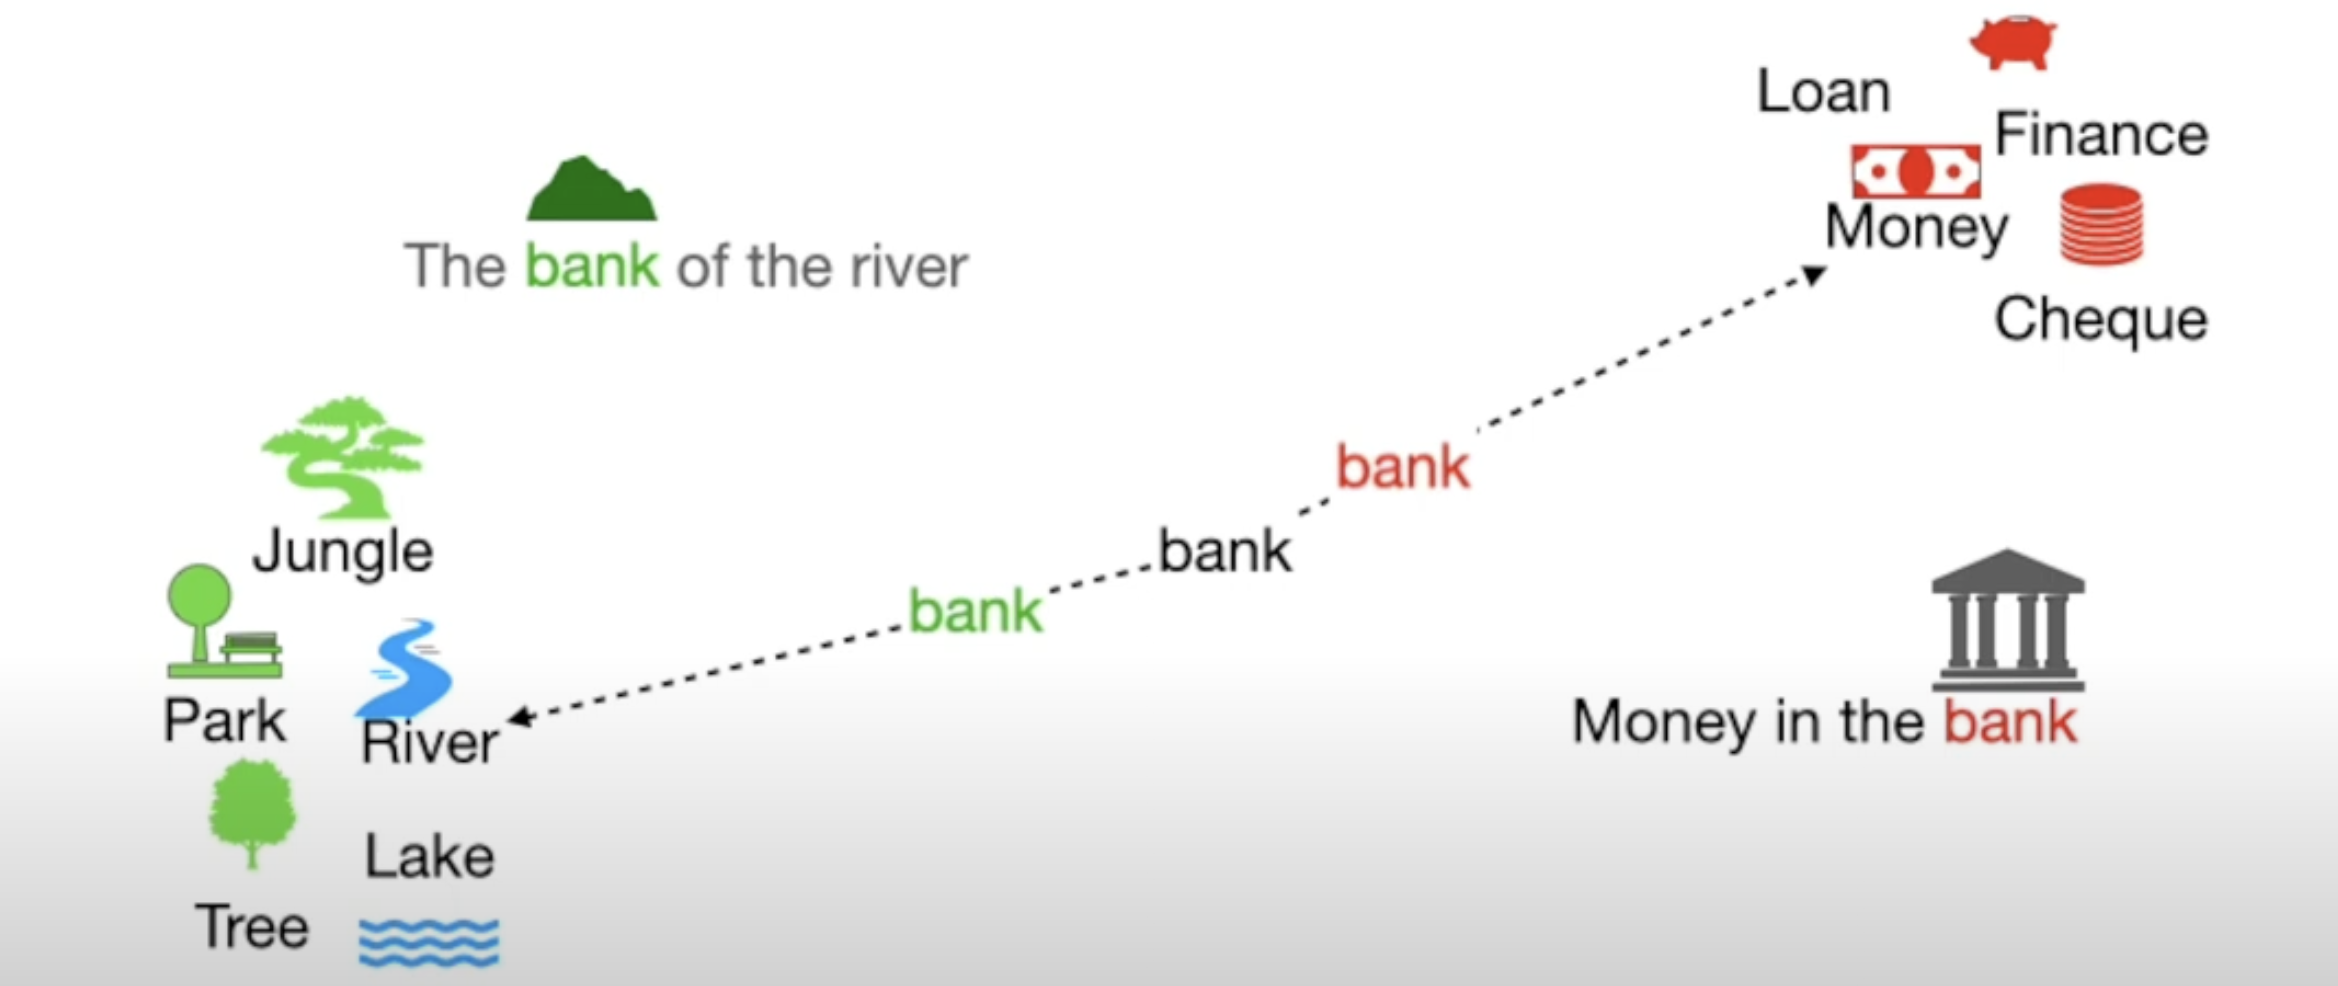 Loan
Finance
Money
Cheque
The bank of the river
bank
bank
bank
Jungle
Park
River
Tree
Lake
Money in the bank